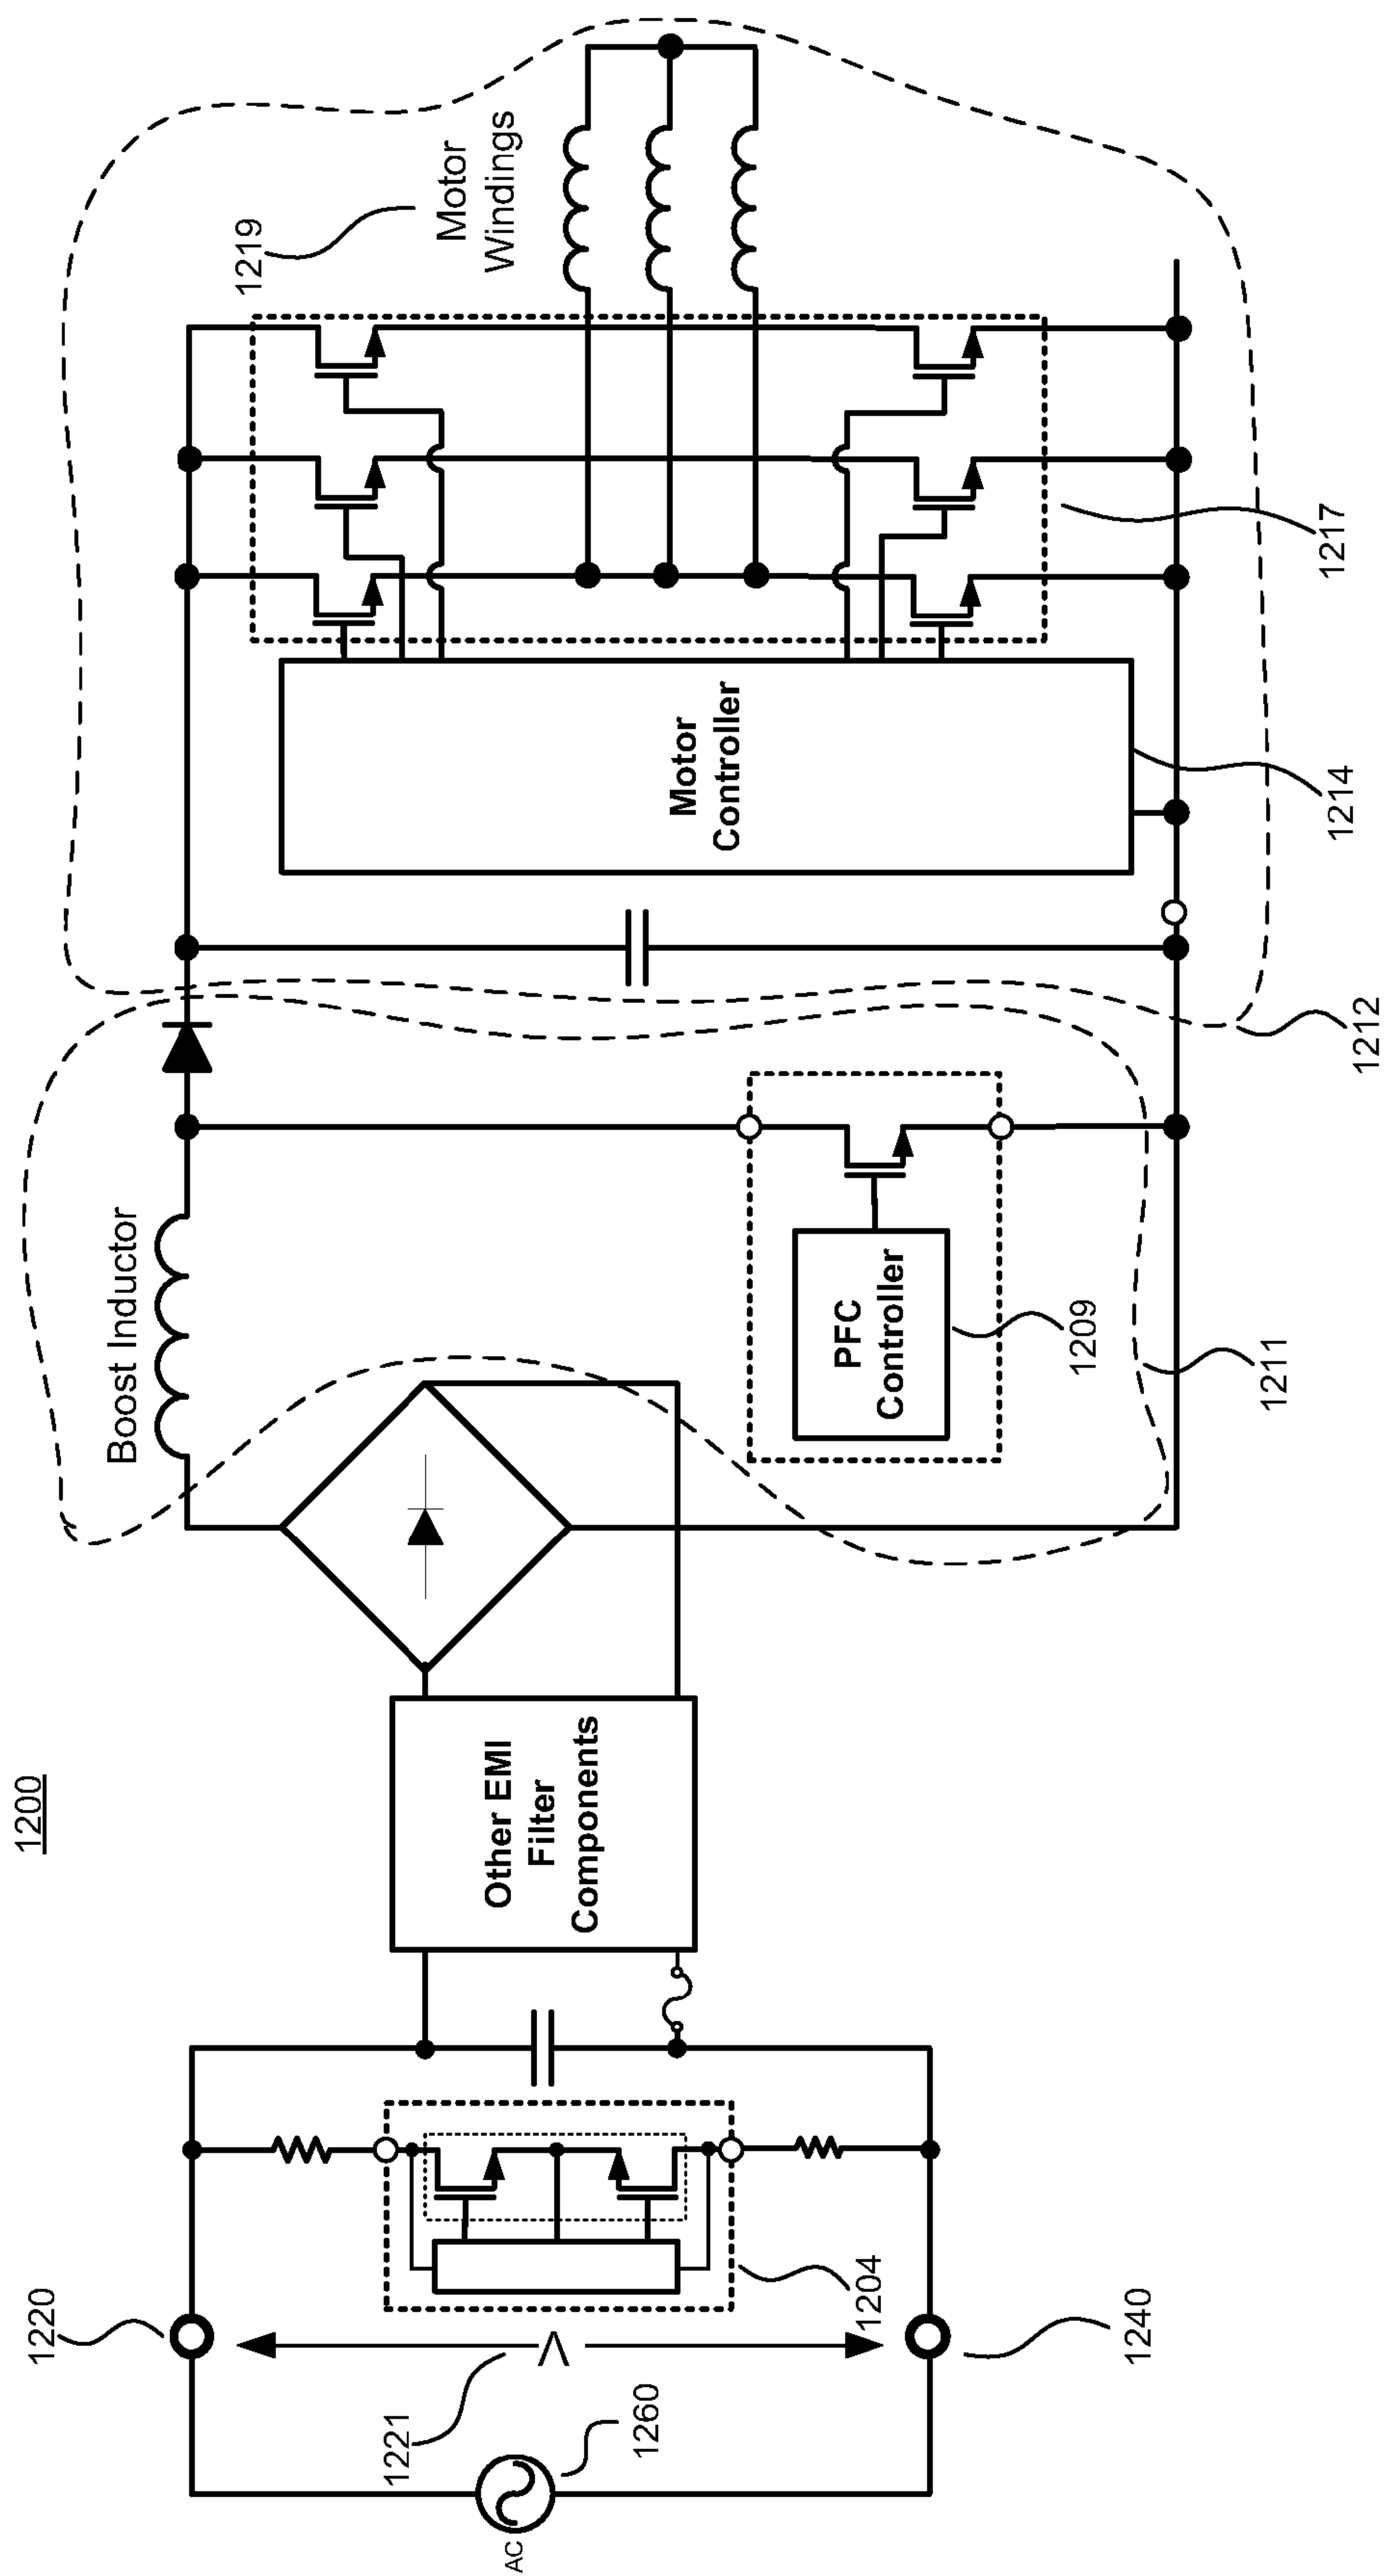 1200
AC
1260
1221
V
1220
1240
1204
Other EMI
Filter
Components
Boost Inductor
PFC
Controller
1209
1211
1212
Motor
Controller
1214
1217
1219
Motor
Windings